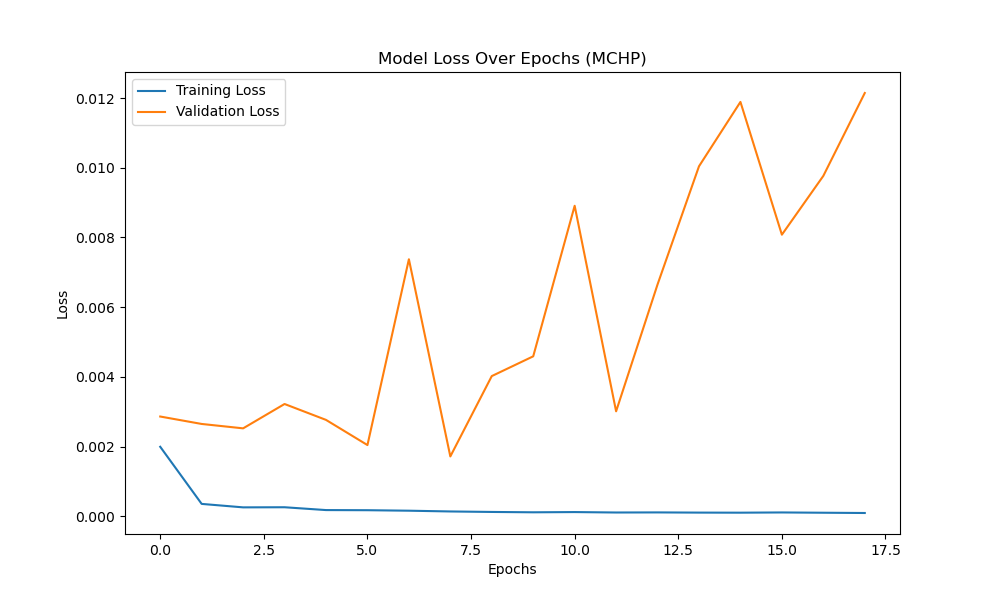 Model Loss Over Epochs (MCHP)
Training Loss
Validation Loss
0.012
0.010
0.008
0.006
0.004
0.002
0.000
Loss
0.0 2.5 5.0 7.5 10.0 12.5 15.0 17.5
Epochs